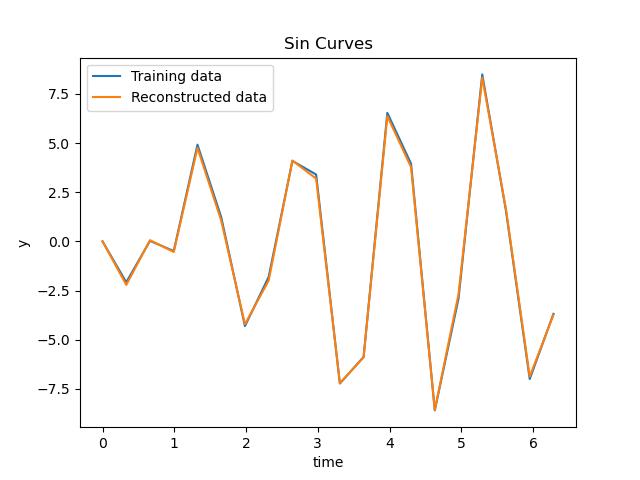 Sin Curves
Training data
Reconstructed data
7.5
5.0
2.5
0.0
−2.5
−5.0
−7.5
y
0 1 2 3 4 5 6
time